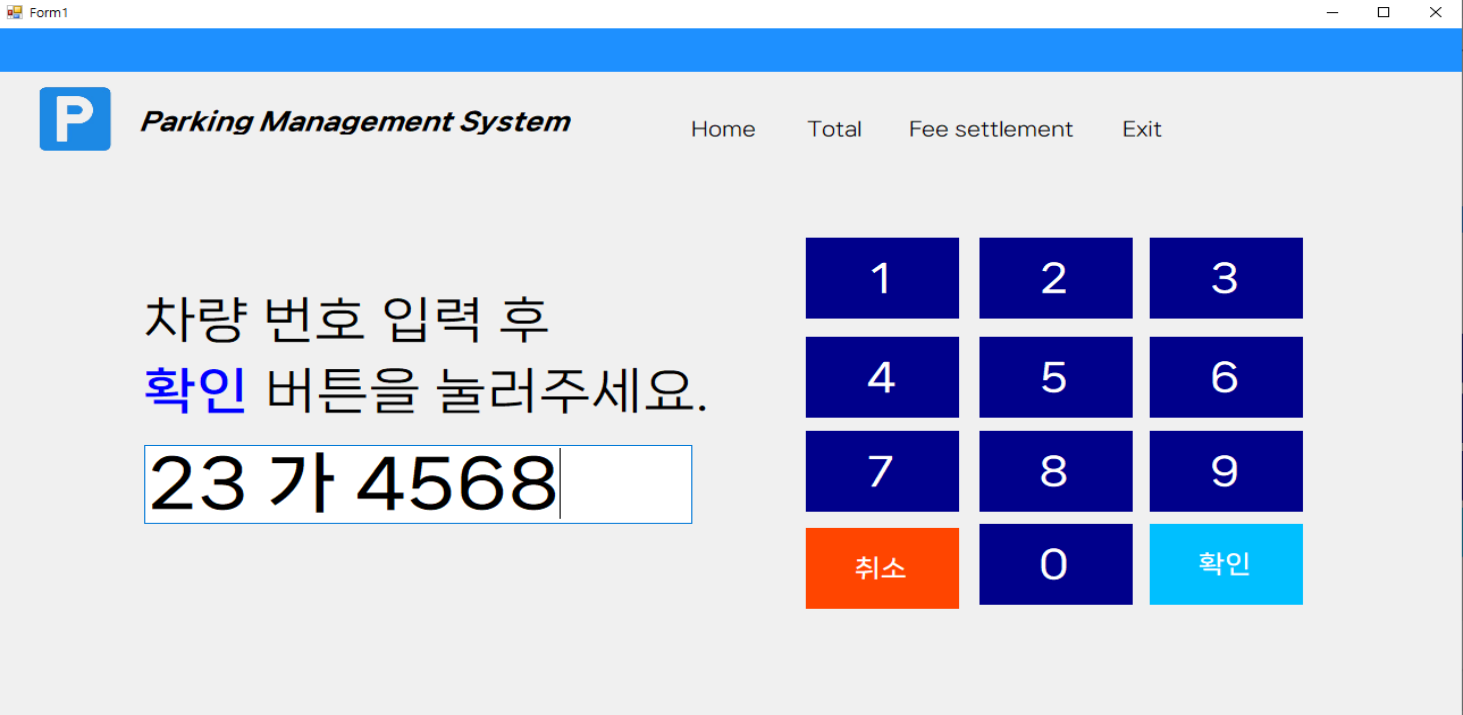 Form1
P
Parking Management System
Home Total Fee settlement Exit
차량 번호 입력 후
확인 버튼을 눌러주세요.
23 가 4568
1 2 3
4 5 6
7 8 9
취소 0 확인